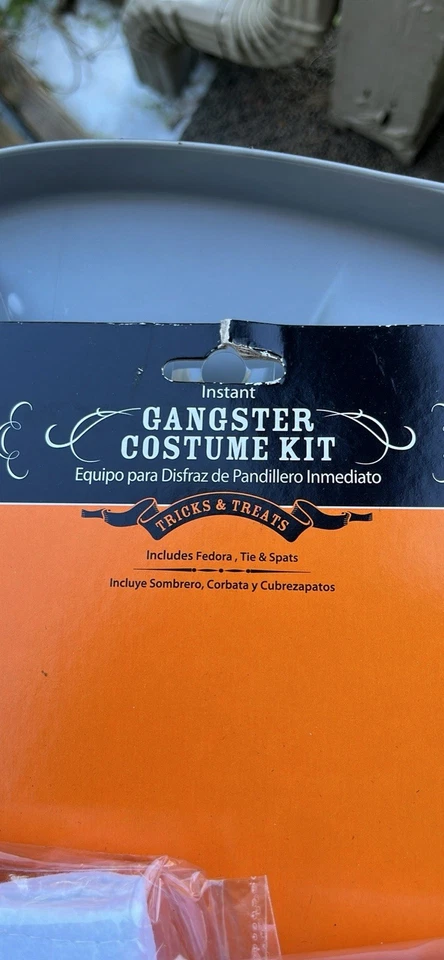 Instant
GANGSTER
COSTUME KIT
Equipo para Disfraz de Pandillero Inmediato
TRICKS & TREATS
Includes Fedora , Tie & Spats
Incluye Sombrero, Corbata y Cubrezapatos